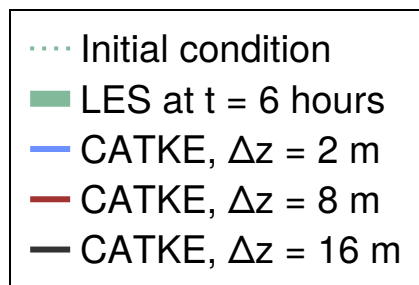 Initial condition
LES at t = 6 hours
CATKE, Δz = 2 m
CATKE, Δz = 8 m
CATKE, Δz = 16 m